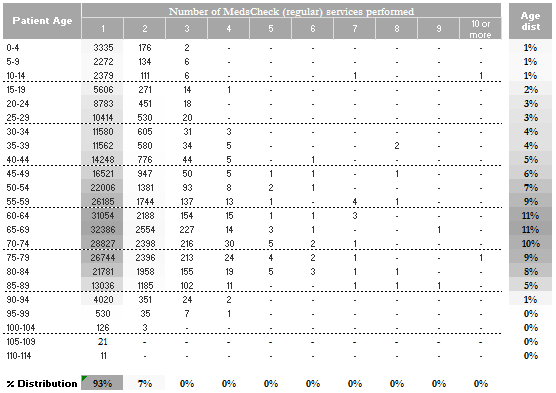 Patient Age Number of MedsCheck (regular) services performed Age dist
1 2 3 4 5 6 7 8 9 10 or more
0-4 3335 176 2 - - - - - - - 1%
5-9 2272 134 6 - - - - - - - 1%
10-14 2379 111 6 - - - 1 - - 1 1%
15-19 5606 271 14 1 - - - - - - 2%
20-24 8783 451 18 - - - - - - - 3%
25-29 10414 530 20 - - - - - - - 3%
30-34 11580 605 31 3 - - - - - - 4%
35-39 11562 580 34 5 - - - 2 - - 4%
40-44 14248 776 44 5 - 1 - - - - 5%
45-49 16521 947 50 5 1 1 - 1 - - 6%
50-54 22006 1381 93 8 2 1 - - - - 7%
55-59 26185 1744 137 13 1 - 4 1 - - 9%
60-64 31054 2188 154 15 1 1 3 - - - 11%
65-69 32386 2554 227 14 3 1 - - 1 - 11%
70-74 28827 2398 216 30 5 2 1 - - - 10%
75-79 26744 2396 213 24 4 2 1 - - 1 9%
80-84 21781 1958 155 19 5 3 1 1 - - 8%
85-89 13036 1185 102 11 - - 1 1 1 - 5%
90-94 4020 351 24 2 - - - - - - 1%
95-99 530 35 7 1 - - - - - - 0%
100-104 126 3 - - - - - - - - 0%
105-109 21 - - - - - - - - - 0%
110-114 11 - - - - - - - - - 0%
% Distribution 93% 7% 0% 0% 0% 0% 0% 0% 0% 0%